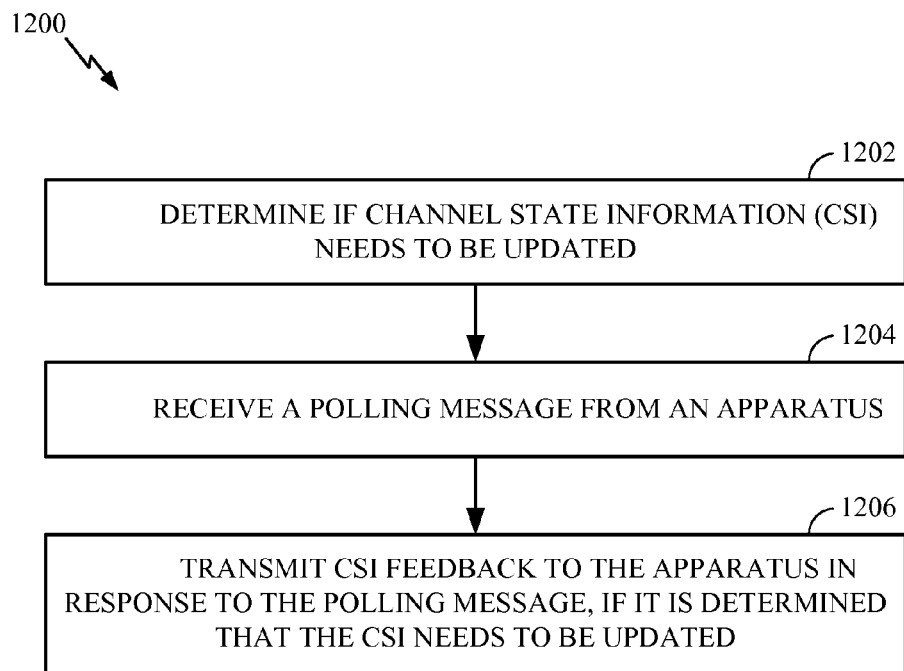 1200
1202
DETERMINE IF CHANNEL STATE INFORMATION (CSI)
NEEDS TO BE UPDATED
1204
RECEIVE A POLLING MESSAGE FROM AN APPARATUS
1206
TRANSMIT CSI FEEDBACK TO THE APPARATUS IN
RESPONSE TO THE POLLING MESSAGE, IF IT IS DETERMINED
THAT THE CSI NEEDS TO BE UPDATED